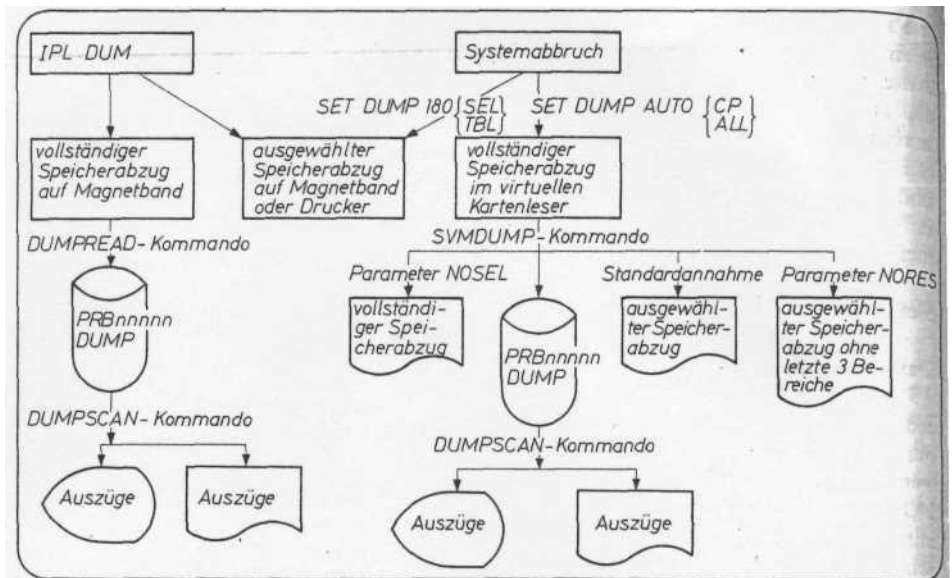 IPL DUM
Systemabbruch
SET DUMP 180 {SEL
TBL}
SET DUMP AUTO {CP
ALL}
vollständiger
Speicherabzug
auf Magnetband
ausgewählter
Speicherabzug
auf Magnetband
oder Drucker
vollständiger
Speicherabzug
im virtuellen
Kartenleser
DUMPREAD-Kommando
SVMDUMP-Kommando
Parameter NOSEL
Standardannahme
Parameter NORES
PRBnnnnn
DUMP
vollständi-
ger Spei-
cherabzug
PRBnnnnn
DUMP
ausgewähl-
ter Speicher-
abzug
ausgewähl-
ter Speicher-
abzug ohne
letzte 3 Be-
reiche
DUMPSCAN-Kommando
DUMPSCAN-Kommando
Auszüge
Auszüge
Auszüge
Auszüge